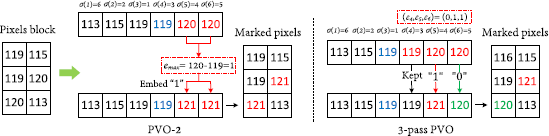 Pixels block
119 115
119 120
120 113
σ(1)=6 σ(2)=2 σ(3)=1 σ(4)=3 σ(5)=4 σ(6)=5
113 115 119 119 120 120
e_max= 120-119=1
Embed "1"
113 115 119 119 121 121
PVO-2
Marked pixels
119 115
119 121
121 113
(ê₄,ê₅,ê₆)= (0,1,1)
σ(1)=6 σ(2)=2 σ(3)=1 σ(4)=3 σ(5)=4 σ(6)=5
113 115 119 119 120 120
Kept "1" "0"
113 115 119 119 121 120
3-pass PVO
Marked pixels
116 115
119 121
120 113